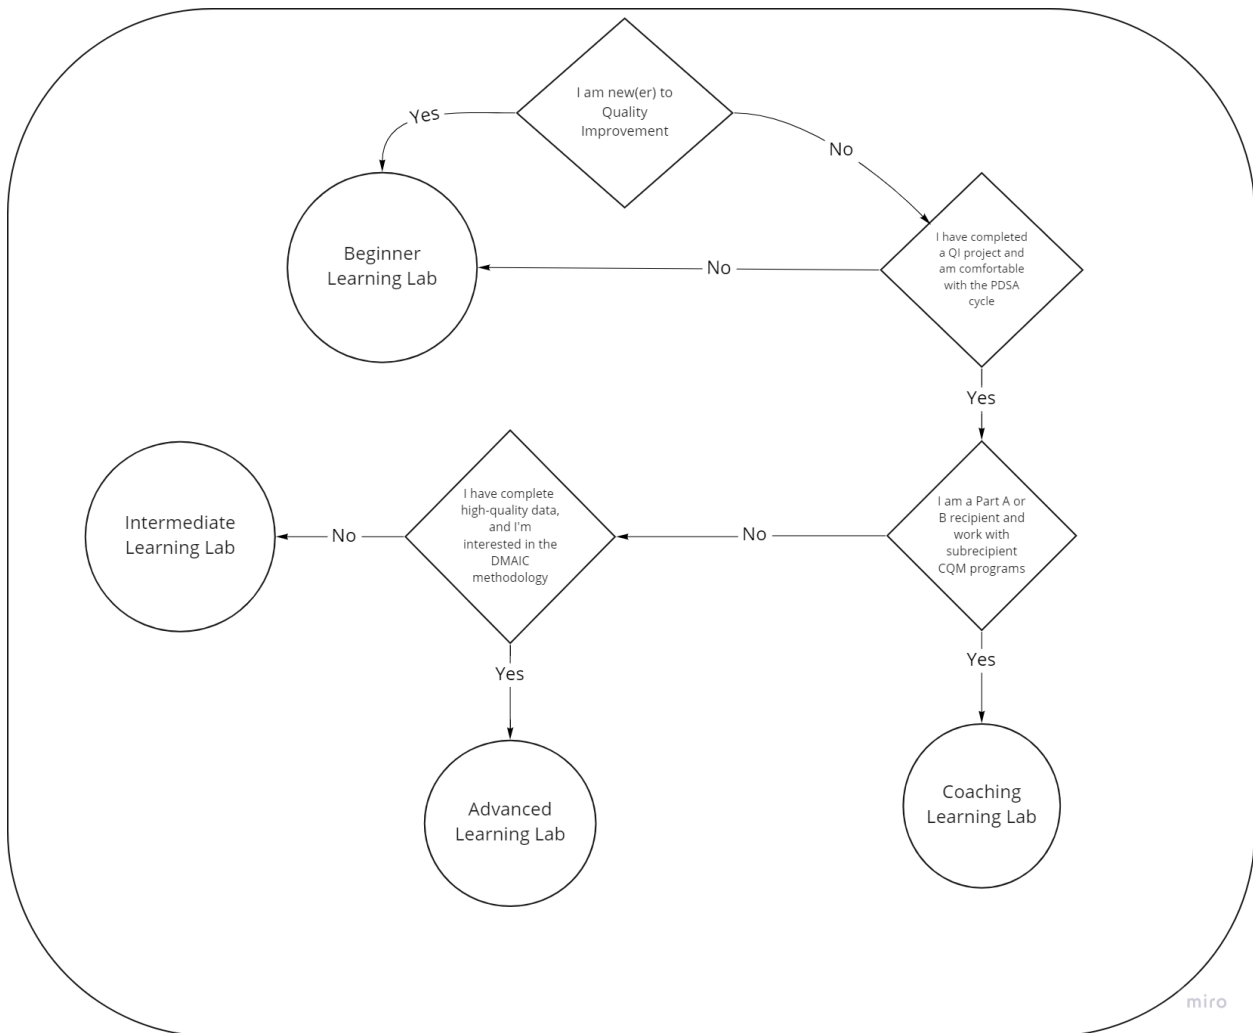 I am new(er) to
Quality
Improvement
Yes
No
I have completed
a QI project and
am comfortable
with the PDSA
cycle
Beginner
Learning Lab
No
Yes
I am a Part A or
B recipient and
work with
subrecipient
CQM programs
No
I have complete
high-quality data,
and I'm
interested in the
DMAIC
methodology
No
Intermediate
Learning Lab
Yes
Yes
Advanced
Learning Lab
Coaching
Learning Lab
miro